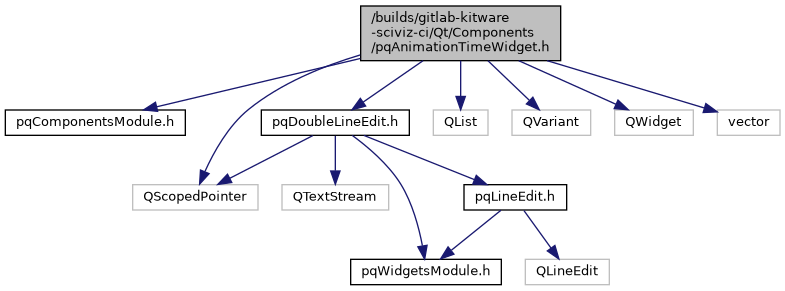 /builds/gitlab-kitware
-sciviz-ci/Qt/Components
/pqAnimationTimeWidget.h
pqComponentsModule.h
pqDoubleLineEdit.h
QList
QVariant
QWidget
vector
QScopedPointer
QTextStream
pqLineEdit.h
pqWidgetsModule.h
QLineEdit